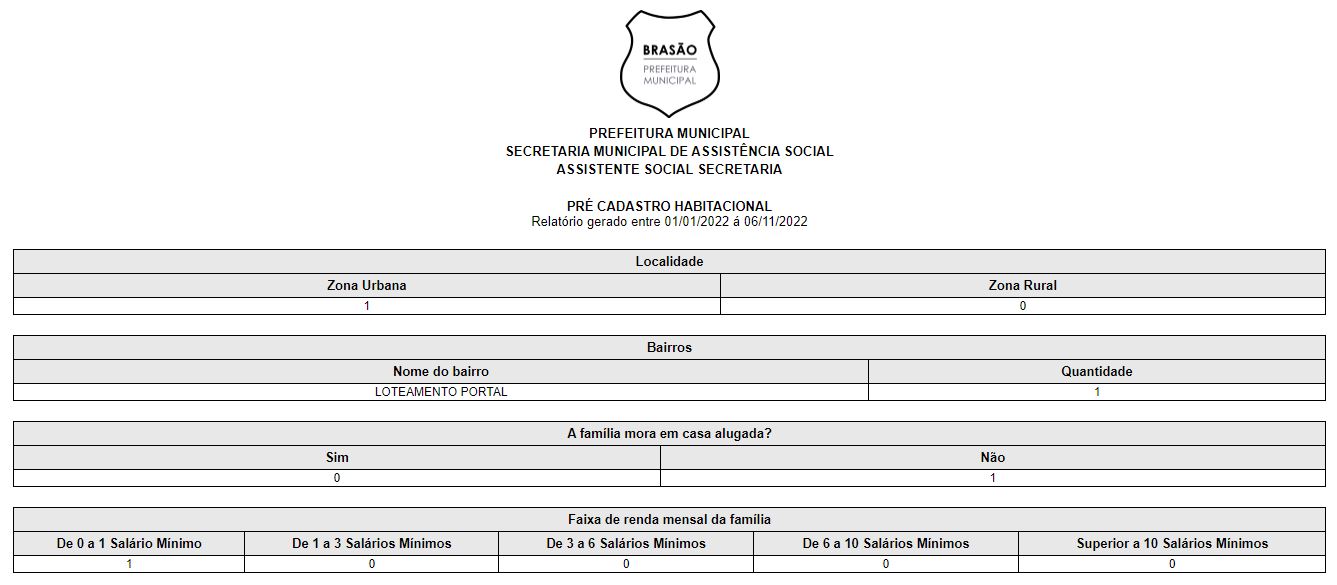 BRASÃO
PREFEITURA
MUNICIPAL
PREFEITURA MUNICIPAL
SECRETARIA MUNICIPAL DE ASSISTÊNCIA SOCIAL
ASSISTENTE SOCIAL SECRETARIA
PRÉ CADASTRO HABITACIONAL
Relatório gerado entre 01/01/2022 á 06/11/2022
Localidade
Zona Urbana Zona Rural
1 0
Bairros
Nome do bairro Quantidade
LOTEAMENTO PORTAL 1
A família mora em casa alugada?
Sim Não
0 1
Faixa de renda mensal da família
De 0 a 1 Salário Mínimo De 1 a 3 Salários Mínimos De 3 a 6 Salários Mínimos De 6 a 10 Salários Mínimos Superior a 10 Salários Mínimos
1 0 0 0 0